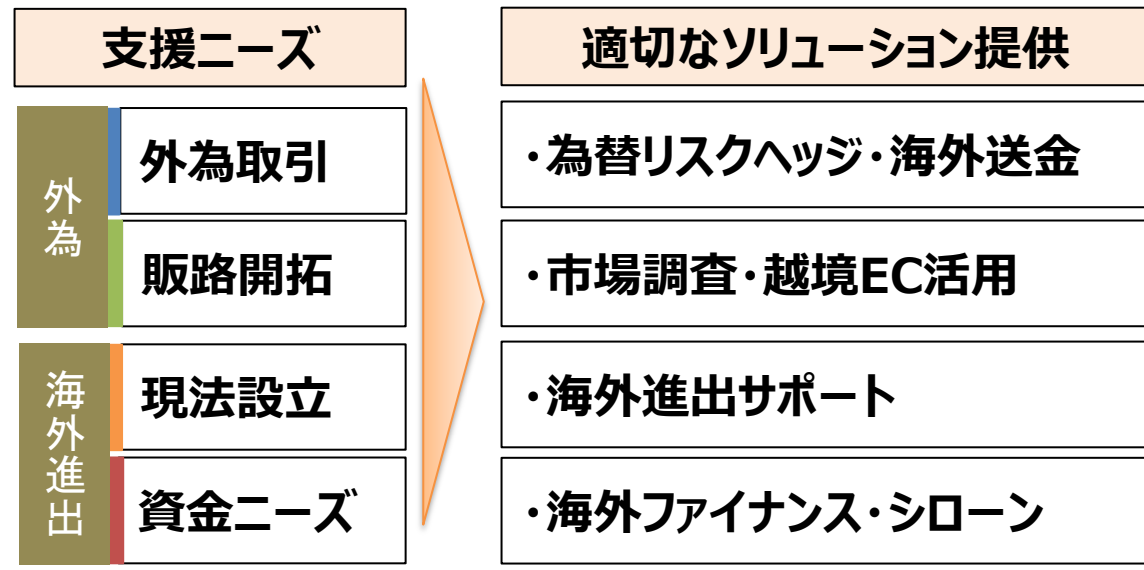 支援ニーズ
適切なソリューション提供
外為
外為取引
・為替リスクヘッジ・海外送金
販路開拓
・市場調査・越境EC活用
海外進出
現法設立
・海外進出サポート
資金ニーズ
・海外ファイナンス・シローン